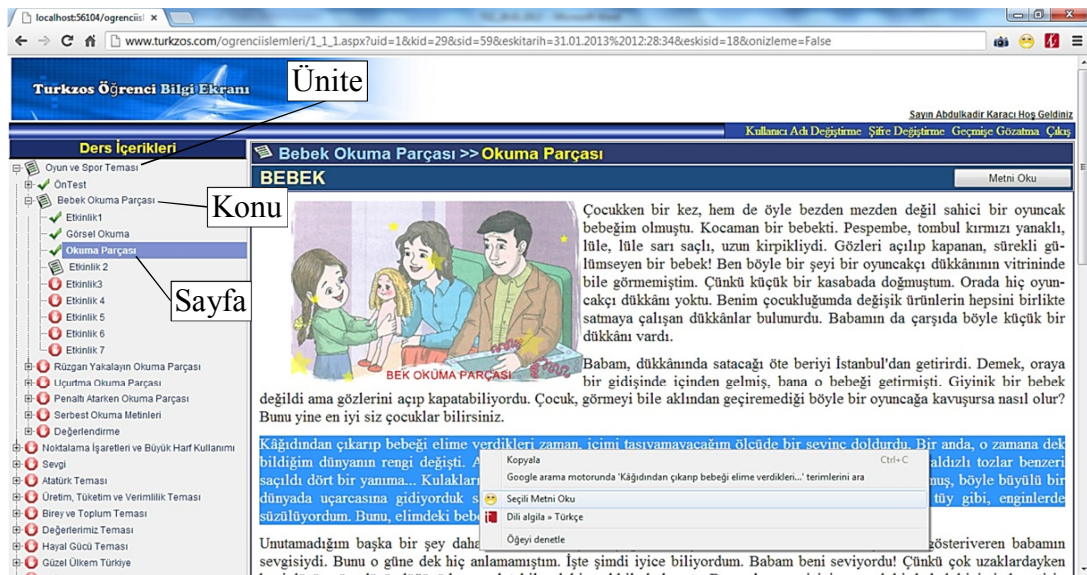 localhost:56104/ogrenciisl
www.turkzos.com/ogrenciislemleri/1_1_1.aspx?uid=1&kid=29&sid=59&eskitarih=31.01.2013%2012:28:34&eskisid=18&onizleme=False
Turkzos Öğrenci Bilgi Ekranı
Ünite
Sayın Abdulkadir Karacı Hoş Geldiniz
Kullanıcı Adı Değiştirme Şifre Değiştirme Geçmişe Gözatma Çıkış
Ders İçerikleri
Oyun ve Spor Teması
ÖnTest
Bebek Okuma Parçası
Konu
Etkinlik1
Görsel Okuma
Okuma Parçası
Etkinlik 2
Etkinlik3
Sayfa
Etkinlik 4
Etkinlik 5
Etkinlik 6
Etkinlik 7
Rüzgarı Yakalayın Okuma Parçası
Uçurtma Okuma Parçası
Penaltı Atarken Okuma Parçası
Serbest Okuma Metinleri
Değerlendirme
Noktalama İşaretleri ve Büyük Harf Kullanımı
Sevgi
Atatürk Teması
Üretim, Tüketim ve Verimlilik Teması
Birey ve Toplum Teması
Değerlerimiz Teması
Hayal Gücü Teması
Güzel Ülkem Türkiye
Bebek Okuma Parçası >> Okuma Parçası
BEBEK
Metni Oku
BEK OKUMA PARÇASI
Çocukken bir kez, hem de öyle bezden mezden değil sahici bir oyuncak
bebeğim olmuştu. Kocaman bir bebekti. Pespembe, tombul kırmızı yanaklı,
lüle, lüle sarı saçlı, uzun kirpikliydi. Gözleri açılıp kapanan, sürekli gü-
lümseyen bir bebek! Ben böyle bir şeyi bir oyuncakçı dükkânının vitrininde
bile görmemiştim. Çünkü küçük bir kasabada doğmuştum. Orada hiç oyun-
cakçı dükkânı yoktu. Benim çocukluğumda değişik ürünlerin hepsini birlikte
satmaya çalışan dükkânlar bulunurdu. Babamın da çarşıda böyle küçük bir
dükkânı vardı.
Babam, dükkânında satacağı öte beriyi İstanbul'dan getirirdi. Demek, oraya
bir gidişinde içinden gelmiş, bana o bebeği getirmişti. Giyinik bir bebek
değildi ama gözlerini açıp kapatabiliyordu. Çocuk, görmeyi bile aklından geçiremediği böyle bir oyuncağa kavuşursa nasıl olur?
Bunu yine en iyi siz çocuklar bilirsiniz.
Kâğıdından çıkarıp bebeği elime verdikleri zaman, içimi taşıyamayacağım ölçüde bir sevinç doldurdu. Bir anda, o zamana dek
bildiğim dünyanın rengi değişti. aldızlı tozlar benzeri
saçıldı dört bir yanıma... Kulakları muş, böyle büyülü bir
dünyada uçarcasına gidiyorduk tüy gibi, enginlerde
süzülüyordum. Bunu, elimdeki
Kopyala Ctrl+C
Google arama motorunda 'Kâğıdından çıkarıp bebeği elime verdikleri...' terimlerini ara
Seçili Metni Oku
Dili algıla » Türkçe
Öğeyi denetle
Unutamadığım başka bir şey daha gösteriveren babamın
sevgisiydi. Bunu o güne dek hiç anlamamıştım. İşte şimdi iyice biliyordum. Babam beni seviyordu! Çünkü çok uzaklardayken